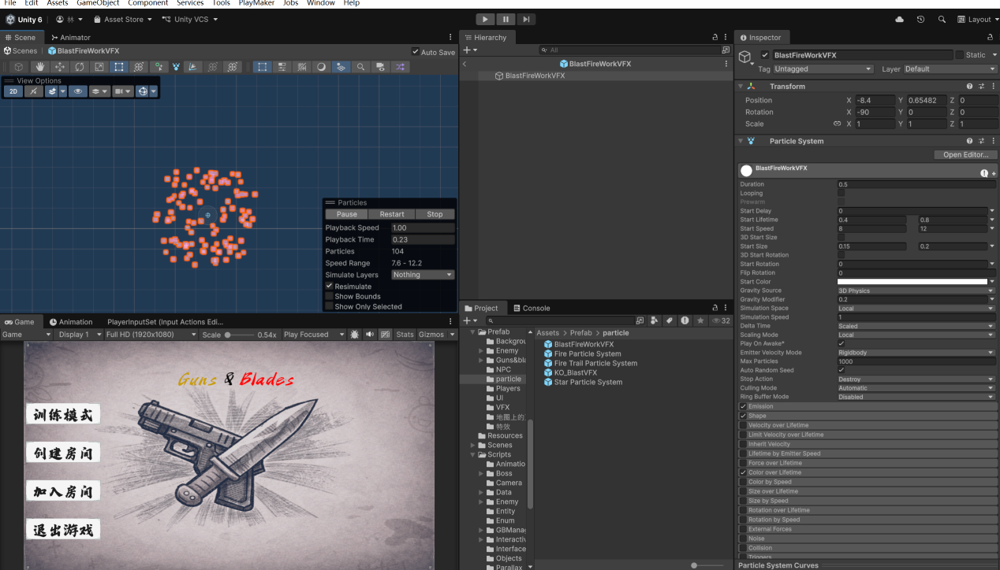 File Edit Assets GameObject Component Services Tools PlayMaker Jobs Window Help
Unity 6 林 Asset Store Unity VCS Layout
Scene Animator
Scenes BlastFireWorkVFX Auto Save
View Options
2D
Particles
Pause Restart Stop
Playback Speed 1.00
Playback Time 0.23
Particles 104
Speed Range 7.6 - 12.2
Simulate Layers Nothing
Resimulate
Show Bounds
Show Only Selected
Hierarchy
All
BlastFireWorkVFX
BlastFireWorkVFX
Game Animation PlayerInputSet (Input Actions Edi...
Game Display 1 Full HD (1920x1080) Scale 0.54x Play Focused Stats Gizmos
Guns & Blades
训练模式
创建房间
加入房间
退出游戏
Project Console
32
Prefab
Backgrou
Enemy
Guns&bla
NPC
particle
Players
UI
VFX
地图上的
特效
Resources
Scenes
Scripts
Animatio
Boss
Camera
Data
Enemy
Entity
Enum
GBManag
Interactiv
Interface
Objects
Parallax
Assets > Prefab > particle
BlastFireWorkVFX
Fire Particle System
Fire Trail Particle System
KO_BlastVFX
Star Particle System
Inspector
BlastFireWorkVFX Static
Tag Untagged Layer Default
Transform
Position X -8.4 Y 0.65482 Z 0
Rotation X -90 Y 0 Z 0
Scale X 1 Y 1 Z 1
Particle System
Open Editor...
BlastFireWorkVFX
Duration 0.5
Looping
Prewarm
Start Delay 0
Start Lifetime 0.4 0.8
Start Speed 8 12
3D Start Size
Start Size 0.15 0.2
3D Start Rotation
Start Rotation 0
Flip Rotation 0
Start Color
Gravity Source 3D Physics
Gravity Modifier 0.2
Simulation Space Local
Simulation Speed 1
Delta Time Scaled
Scaling Mode Local
Play On Awake*
Emitter Velocity Mode Rigidbody
Max Particles 1000
Auto Random Seed
Stop Action Destroy
Culling Mode Automatic
Ring Buffer Mode Disabled
Emission
Shape
Velocity over Lifetime
Limit Velocity over Lifetime
Inherit Velocity
Lifetime by Emitter Speed
Force over Lifetime
Color over Lifetime
Color by Speed
Size over Lifetime
Size by Speed
Rotation over Lifetime
Rotation by Speed
External Forces
Noise
Collision
Triggers
Particle System Curves